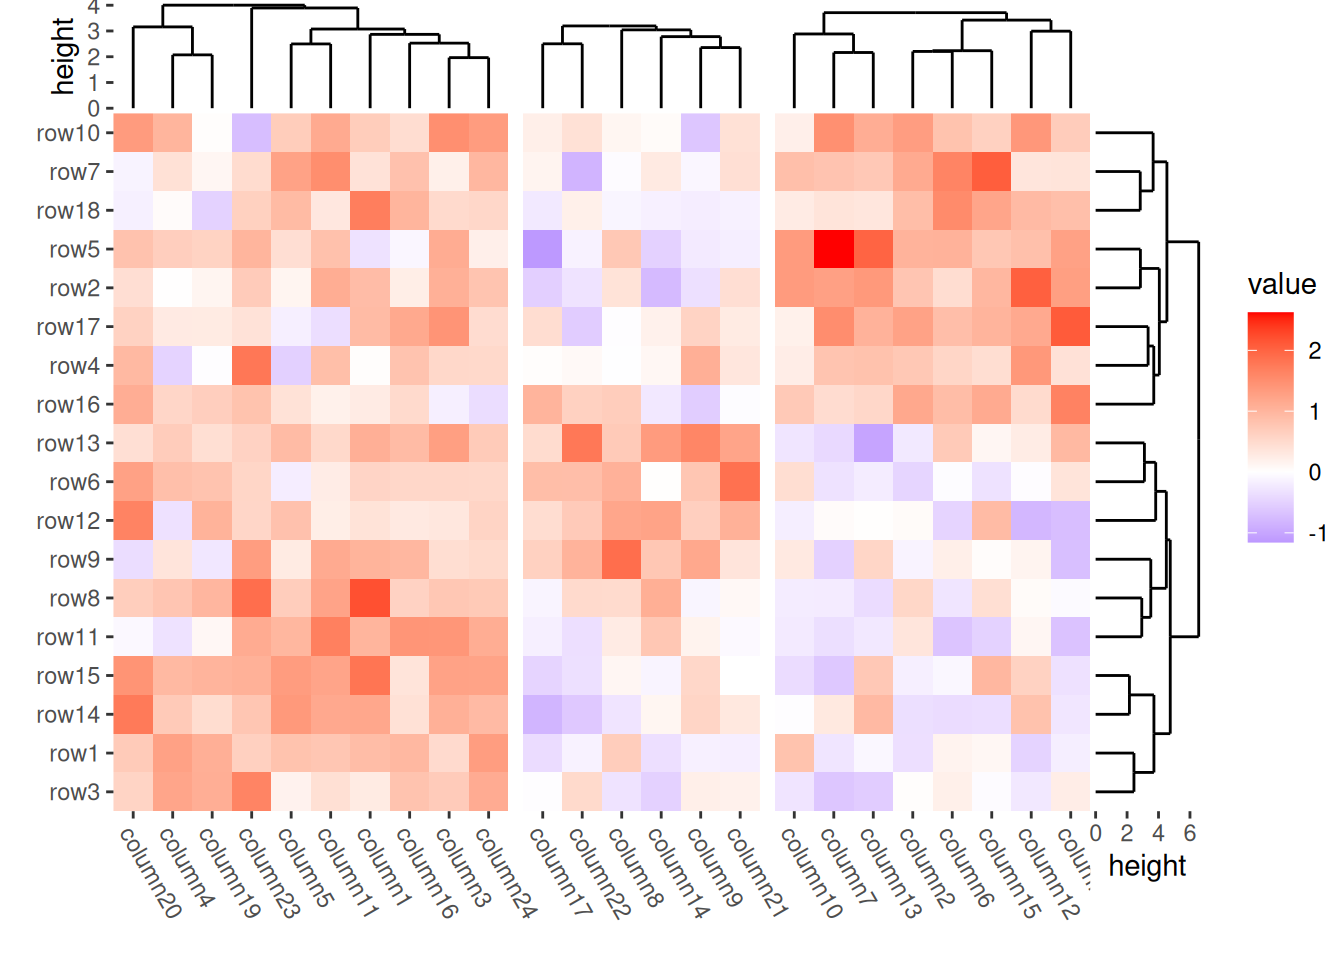 height
4
3
2
1
0
row10
row7
row18
row5
row2
row17
row4
row16
row13
row6
row12
row9
row8
row11
row15
row14
row1
row3
column20
column4
column19
column23
column5
column11
column1
column16
column3
column24
column17
column22
column8
column14
column9
column21
column10
column7
column13
column2
column6
column15
column12
0 2 4 6
height
value
2
1
0
-1